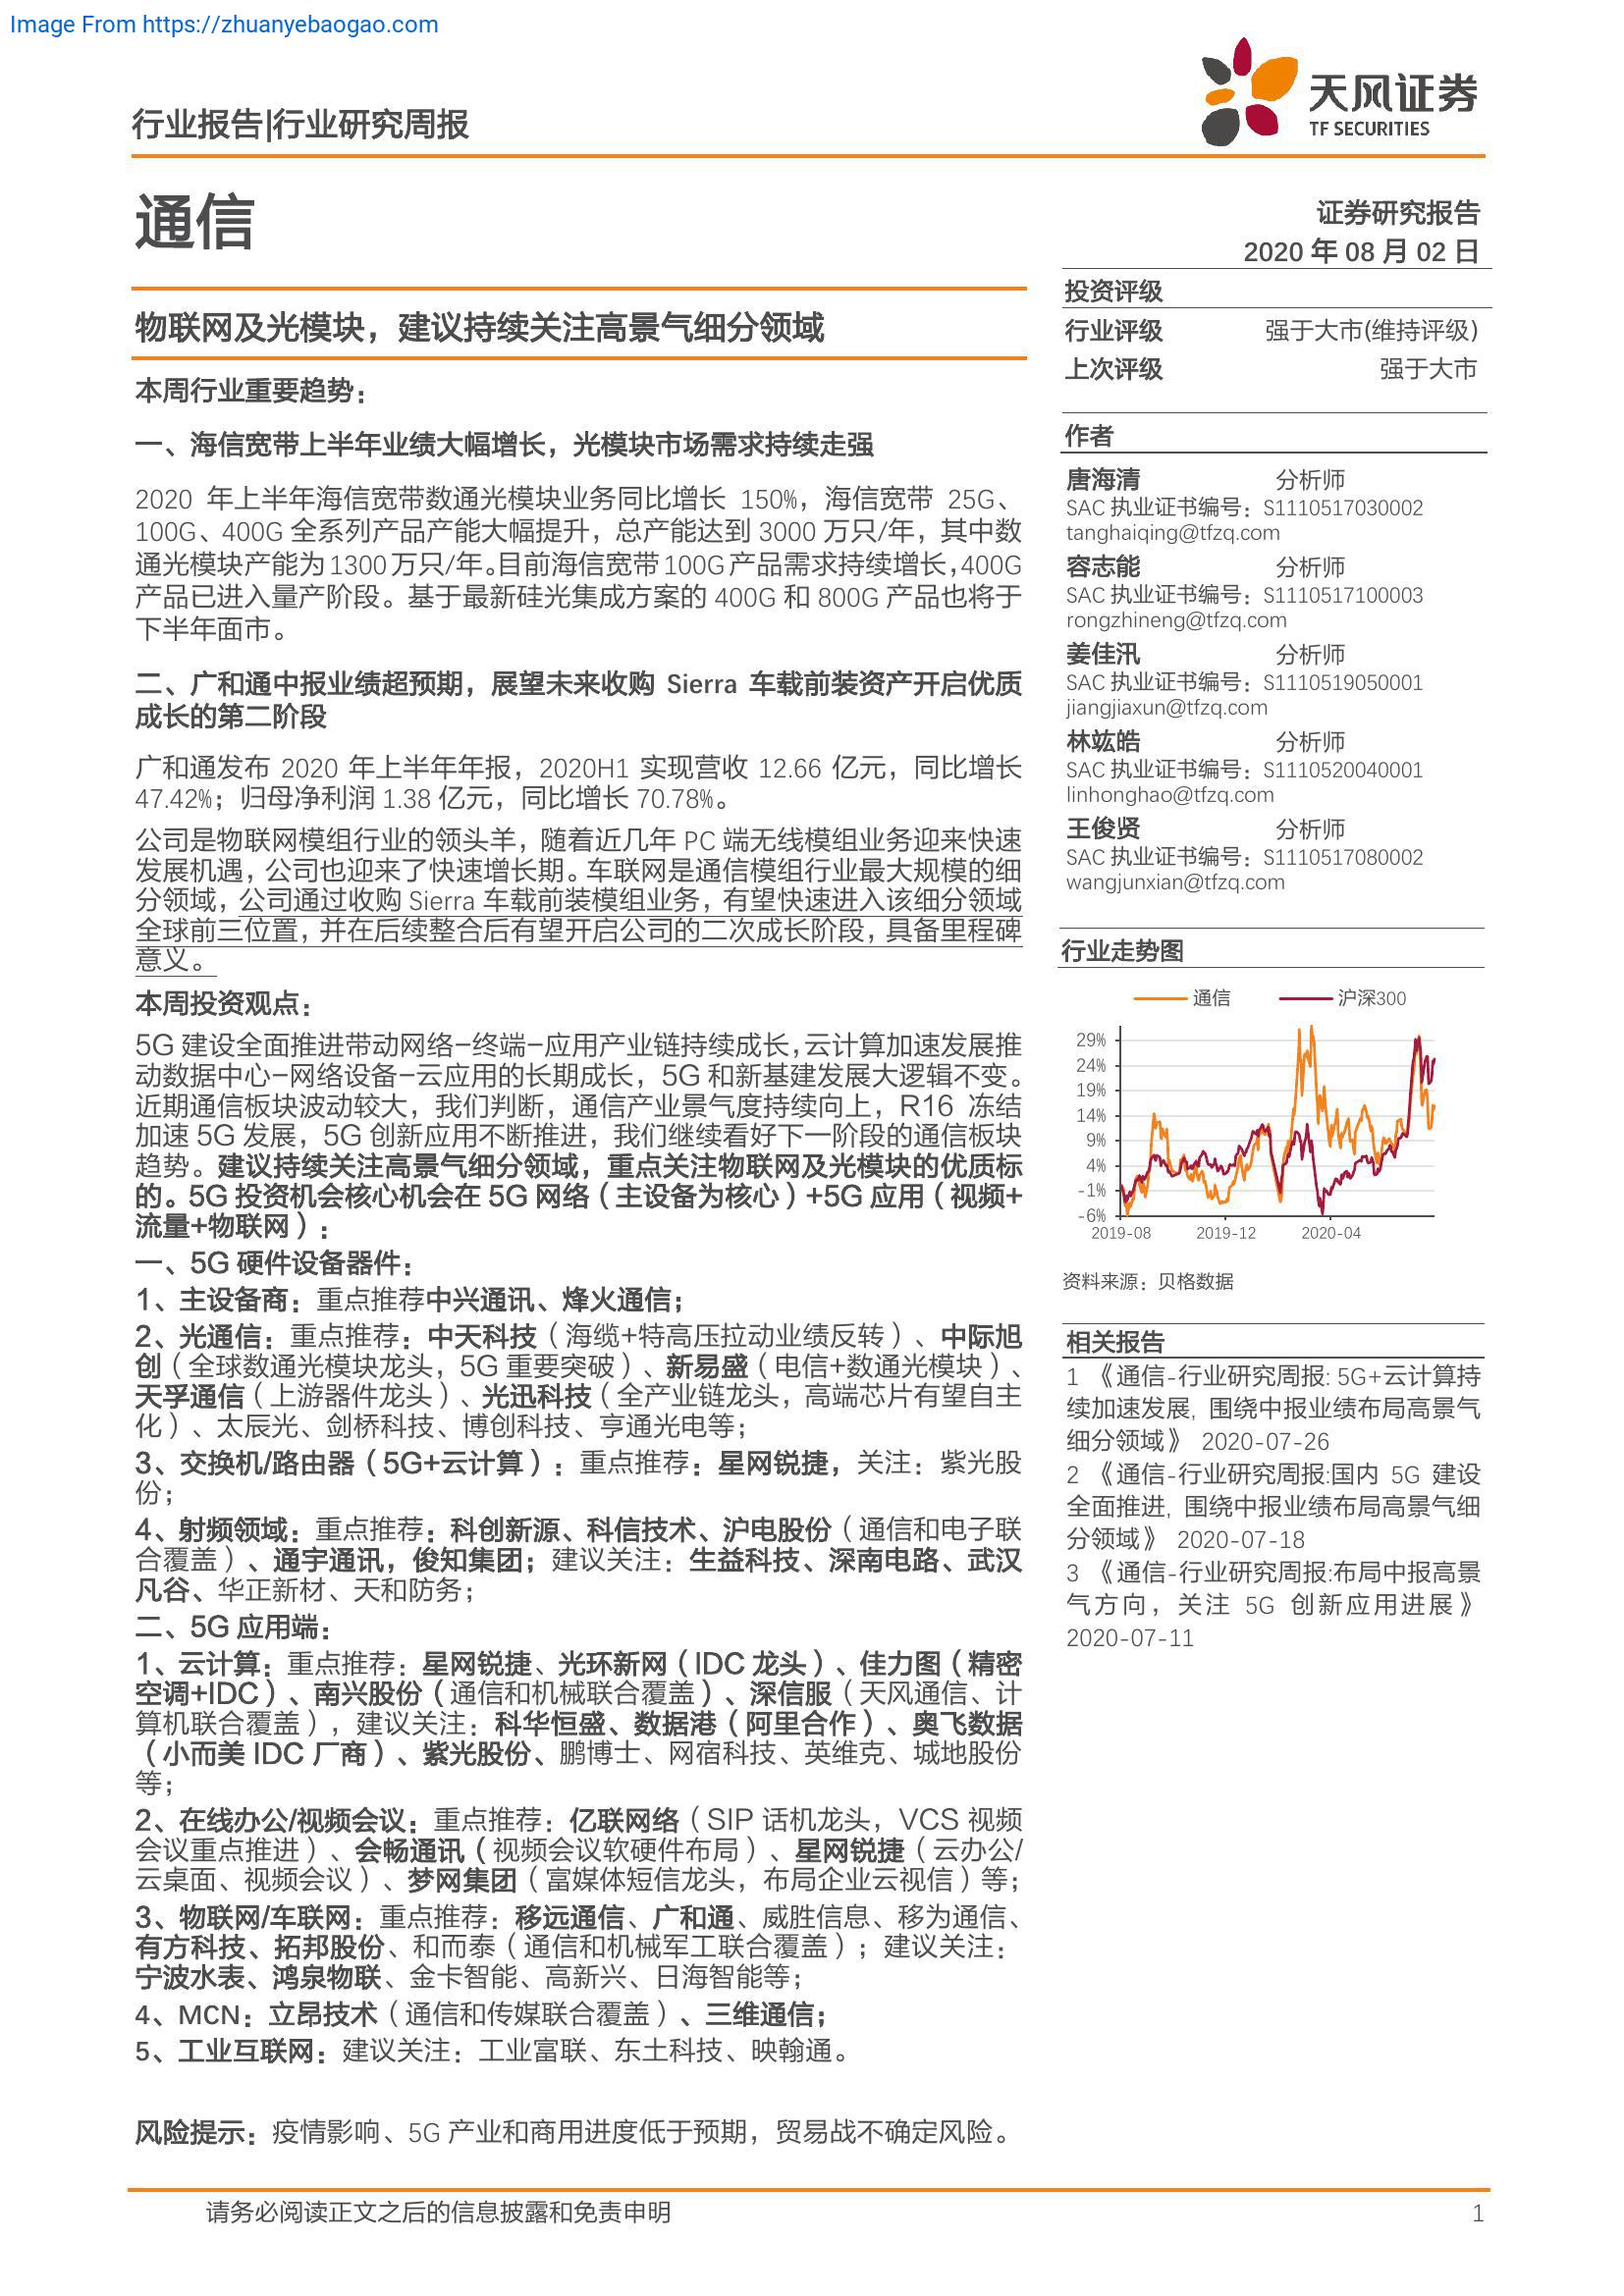 Image From https://zhuanyebaogao.com
天风证券
TF SECURITIES
行业报告|行业研究周报
通信
证券研究报告
2020 年 08 月 02 日
物联网及光模块，建议持续关注高景气细分领域
本周行业重要趋势：
一、海信宽带上半年业绩大幅增长，光模块市场需求持续走强
2020 年上半年海信宽带数通光模块业务同比增长 150%，海信宽带 25G、
100G、400G 全系列产品产能大幅提升，总产能达到 3000 万只/年，其中数
通光模块产能为 1300 万只/年。目前海信宽带 100G 产品需求持续增长，400G
产品已进入量产阶段。基于最新硅光集成方案的 400G 和 800G 产品也将于
下半年面市。
二、广和通中报业绩超预期，展望未来收购 Sierra 车载前装资产开启优质
成长的第二阶段
广和通发布 2020 年上半年年报，2020H1 实现营收 12.66 亿元，同比增长
47.42%；归母净利润 1.38 亿元，同比增长 70.78%。
公司是物联网模组行业的领头羊，随着近几年 PC 端无线模组业务迎来快速
发展机遇，公司也迎来了快速增长期。车联网是通信模组行业最大规模的细
分领域，公司通过收购 Sierra 车载前装模组业务，有望快速进入该细分领域
全球前三位置，并在后续整合后有望开启公司的二次成长阶段，具备里程碑
意义。
本周投资观点：
5G 建设全面推进带动网络—终端—应用产业链持续成长，云计算加速发展推
动数据中心—网络设备—云应用的长期成长，5G 和新基建发展大逻辑不变。
近期通信板块波动较大，我们判断，通信产业景气度持续向上，R16 冻结
加速 5G 发展，5G 创新应用不断推进，我们继续看好下一阶段的通信板块
趋势。建议持续关注高景气细分领域，重点关注物联网及光模块的优质标
的。5G 投资机会核心机会在 5G 网络（主设备为核心）+5G 应用（视频+
流量+物联网）：
一、5G 硬件设备器件：
1、主设备商：重点推荐中兴通讯、烽火通信；
2、光通信：重点推荐：中天科技（海缆+特高压拉动业绩反转）、中际旭
创（全球数通光模块龙头，5G 重要突破）、新易盛（电信+数通光模块）、
天孚通信（上游器件龙头）、光迅科技（全产业链龙头，高端芯片有望自主
化）、太辰光、剑桥科技、博创科技、亨通光电等；
3、交换机/路由器（5G+云计算）：重点推荐：星网锐捷，关注：紫光股
份；
4、射频领域：重点推荐：科创新源、科信技术、沪电股份（通信和电子联
合覆盖）、通宇通讯，俊知集团；建议关注：生益科技、深南电路、武汉
凡谷、华正新材、天和防务；
二、5G 应用端：
1、云计算：重点推荐：星网锐捷、光环新网（IDC 龙头）、佳力图（精密
空调+IDC）、南兴股份（通信和机械联合覆盖）、深信服（天风通信、计
算机联合覆盖），建议关注：科华恒盛、数据港（阿里合作）、奥飞数据
（小而美 IDC 厂商）、紫光股份、鹏博士、网宿科技、英维克、城地股份
等；
2、在线办公/视频会议：重点推荐：亿联网络（SIP 话机龙头，VCS 视频
会议重点推进）、会畅通讯（视频会议软硬件布局）、星网锐捷（云办公/
云桌面、视频会议）、梦网集团（富媒体短信龙头，布局企业云视信）等；
3、物联网/车联网：重点推荐：移远通信、广和通、威胜信息、移为通信、
有方科技、拓邦股份、和而泰（通信和机械军工联合覆盖）；建议关注：
宁波水表、鸿泉物联、金卡智能、高新兴、日海智能等；
4、MCN：立昂技术（通信和传媒联合覆盖）、三维通信；
5、工业互联网：建议关注：工业富联、东土科技、映翰通。
风险提示：疫情影响、5G 产业和商用进度低于预期，贸易战不确定风险。
投资评级
行业评级 强于大市(维持评级)
上次评级 强于大市
作者
唐海清 分析师
SAC 执业证书编号：S1110517030002
tanghaiqing@tfzq.com
容志能 分析师
SAC 执业证书编号：S1110517100003
rongzhineng@tfzq.com
姜佳汛 分析师
SAC 执业证书编号：S1110519050001
jiangjiaxun@tfzq.com
林竑皓 分析师
SAC 执业证书编号：S1110520040001
linhonghao@tfzq.com
王俊贤 分析师
SAC 执业证书编号：S1110517080002
wangjunxian@tfzq.com
行业走势图
通信 沪深300
29%
24%
19%
14%
9%
4%
-1%
-6%
2019-08 2019-12 2020-04
资料来源：贝格数据
相关报告
1 《通信-行业研究周报: 5G+云计算持
续加速发展, 围绕中报业绩布局高景气
细分领域》 2020-07-26
2 《通信-行业研究周报:国内 5G 建设
全面推进, 围绕中报业绩布局高景气细
分领域》 2020-07-18
3 《通信-行业研究周报:布局中报高景
气方向，关注 5G 创新应用进展》
2020-07-11
请务必阅读正文之后的信息披露和免责申明 1